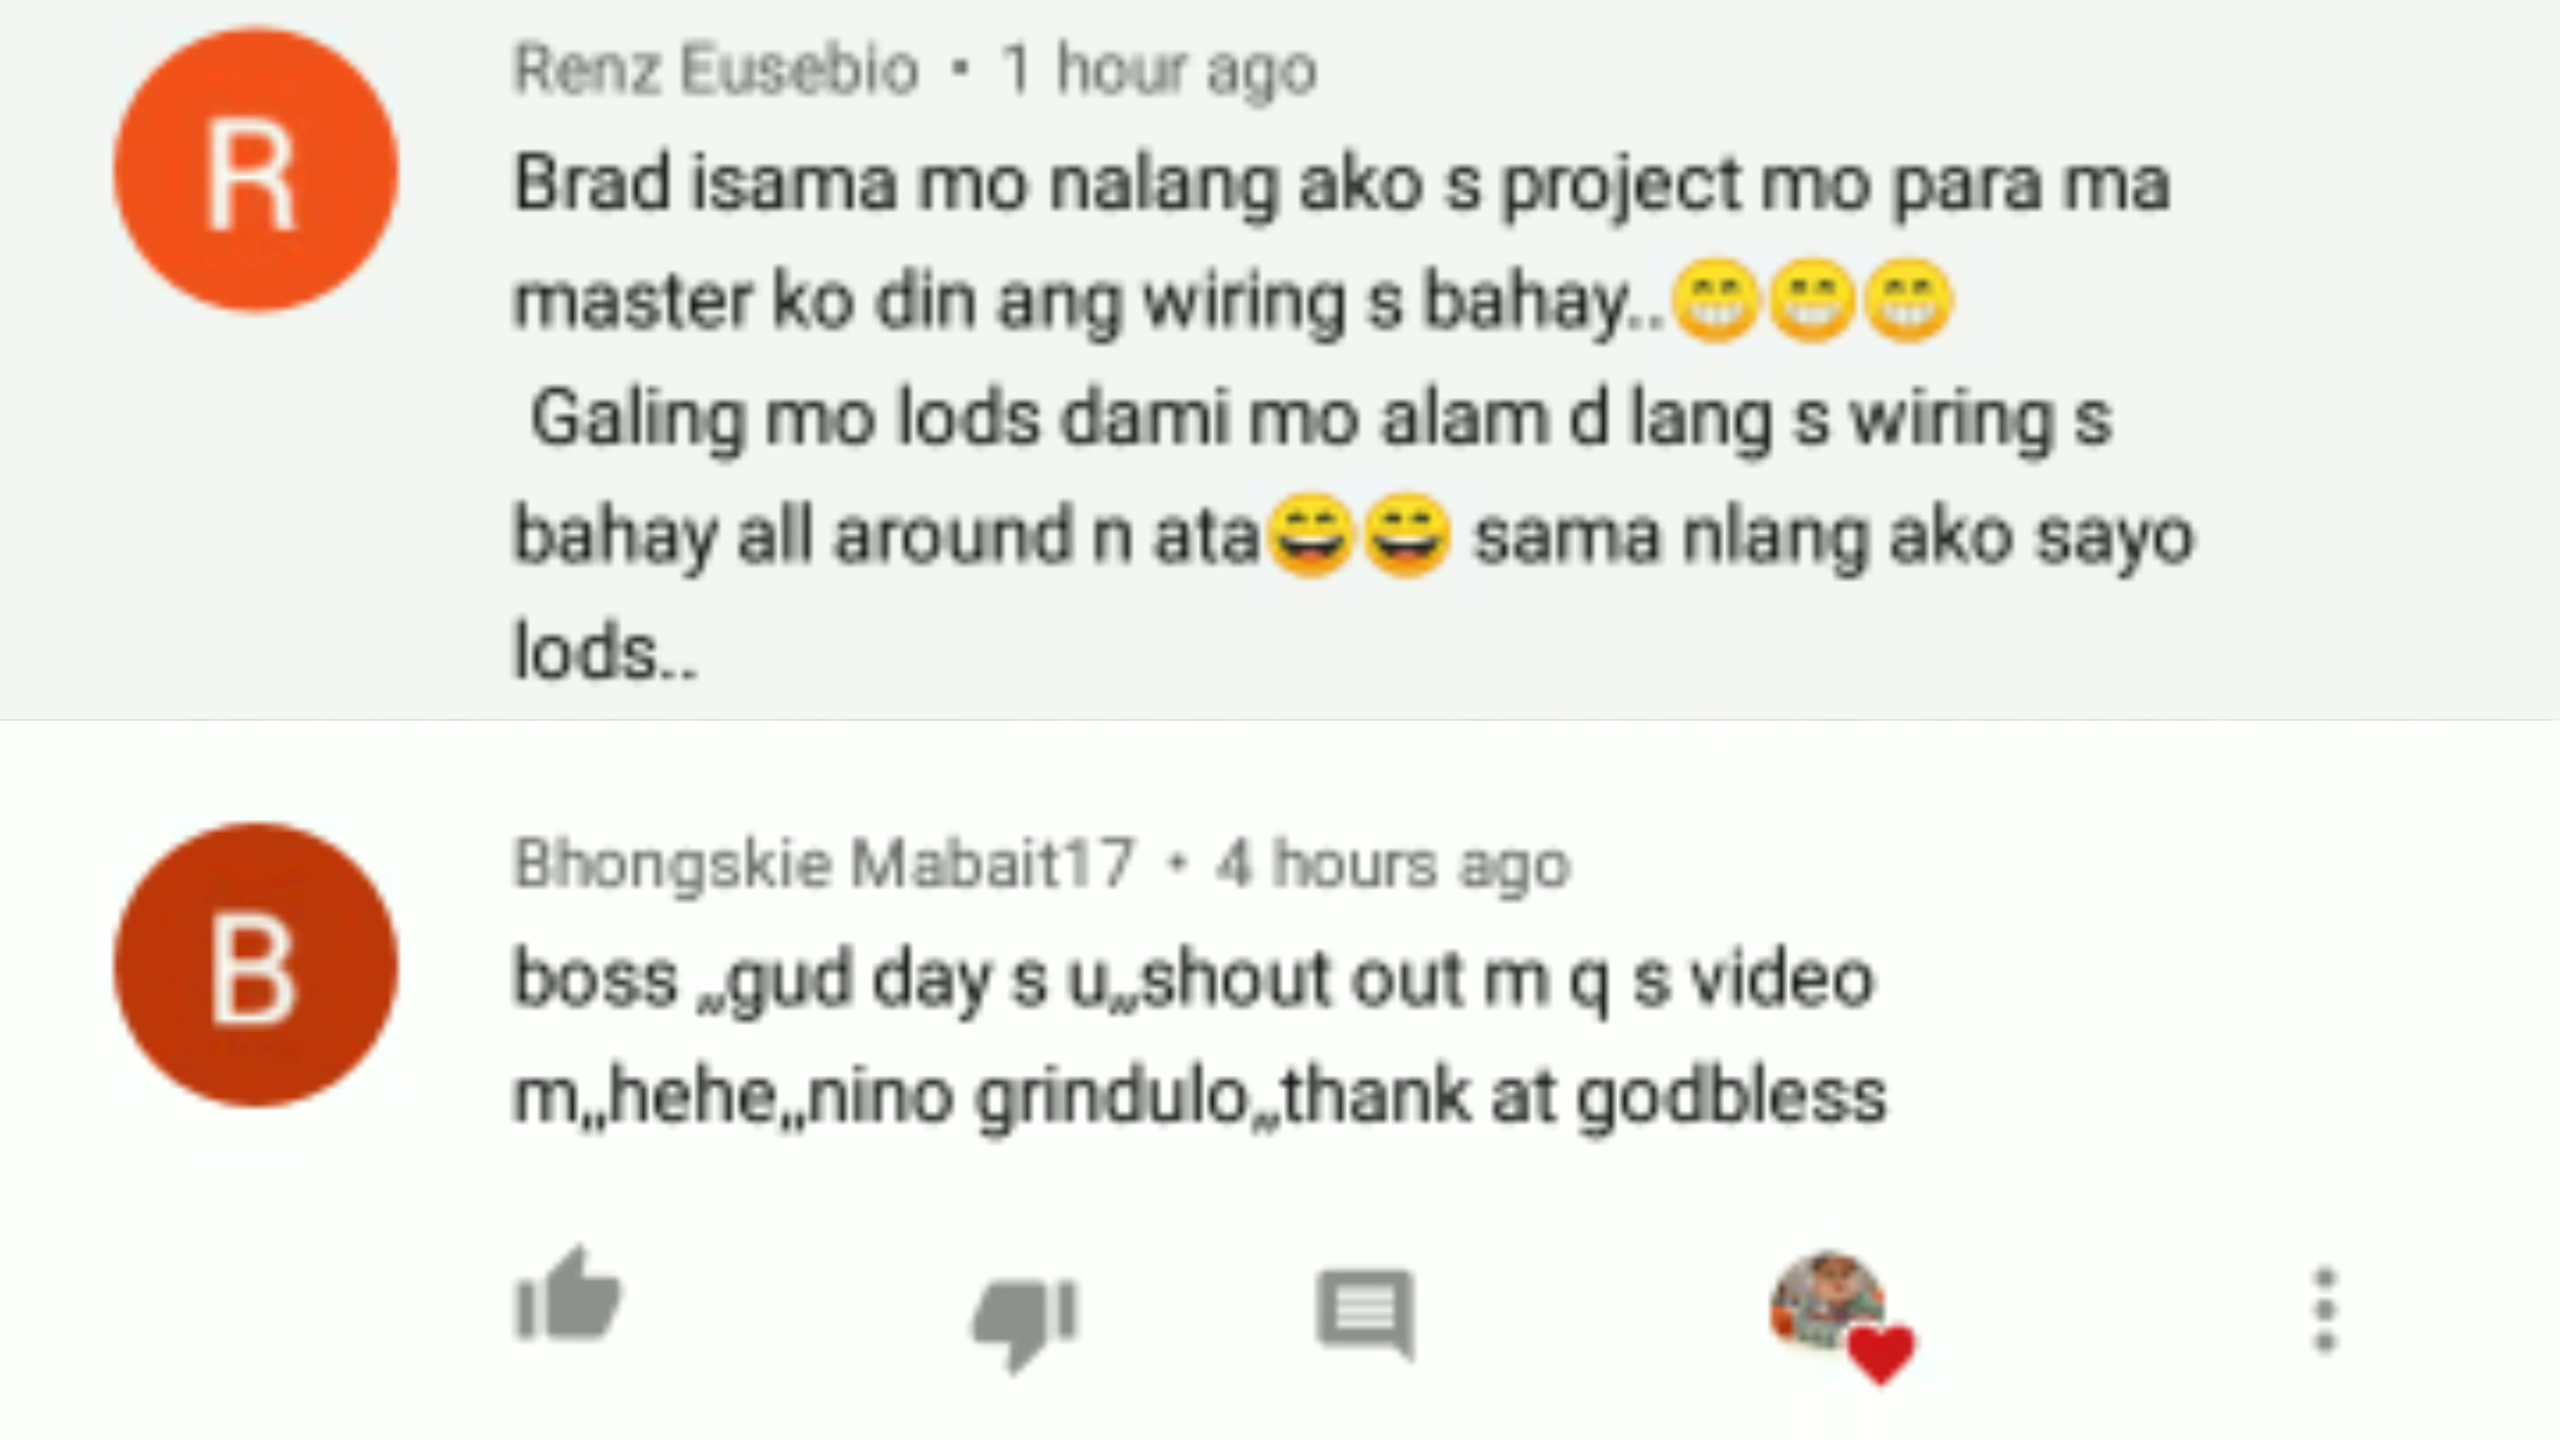 R
Renz Eusebio • 1 hour ago
Brad isama mo nalang ako s project mo para ma
master ko din ang wiring s bahay..😁😁😁
Galing mo lods dami mo alam d lang s wiring s
bahay all around n ata😄😄 sama nlang ako sayo
lods..
B
Bhongskie Mabait17 • 4 hours ago
boss ,,gud day s u,,shout out m q s video
m,,hehe,,nino grindulo,,thank at godbless